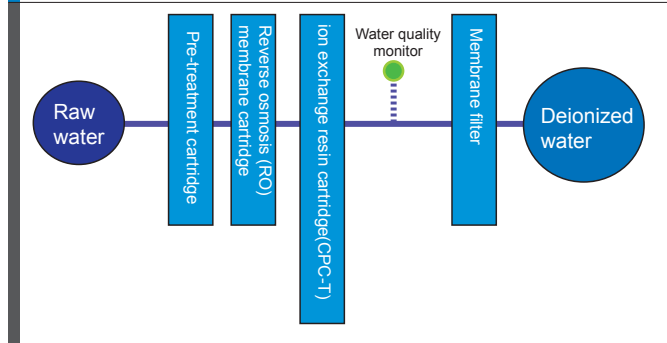 Raw
water
Pre-treatment cartridge
Reverse osmosis (RO)
membrane cartridge
ion exchange resin cartridge(CPC-T)
Water quality
monitor
Membrane filter
Deionized
water